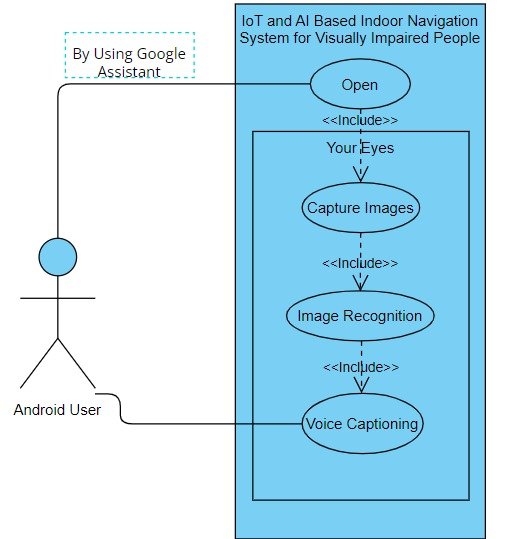 IoT and AI Based Indoor Navigation
System for Visually Impaired People
By Using Google
Assistant
Open
<<Include>>
Your Eyes
Capture Images
<<Include>>
Image Recognition
<<Include>>
Android User
Voice Captioning